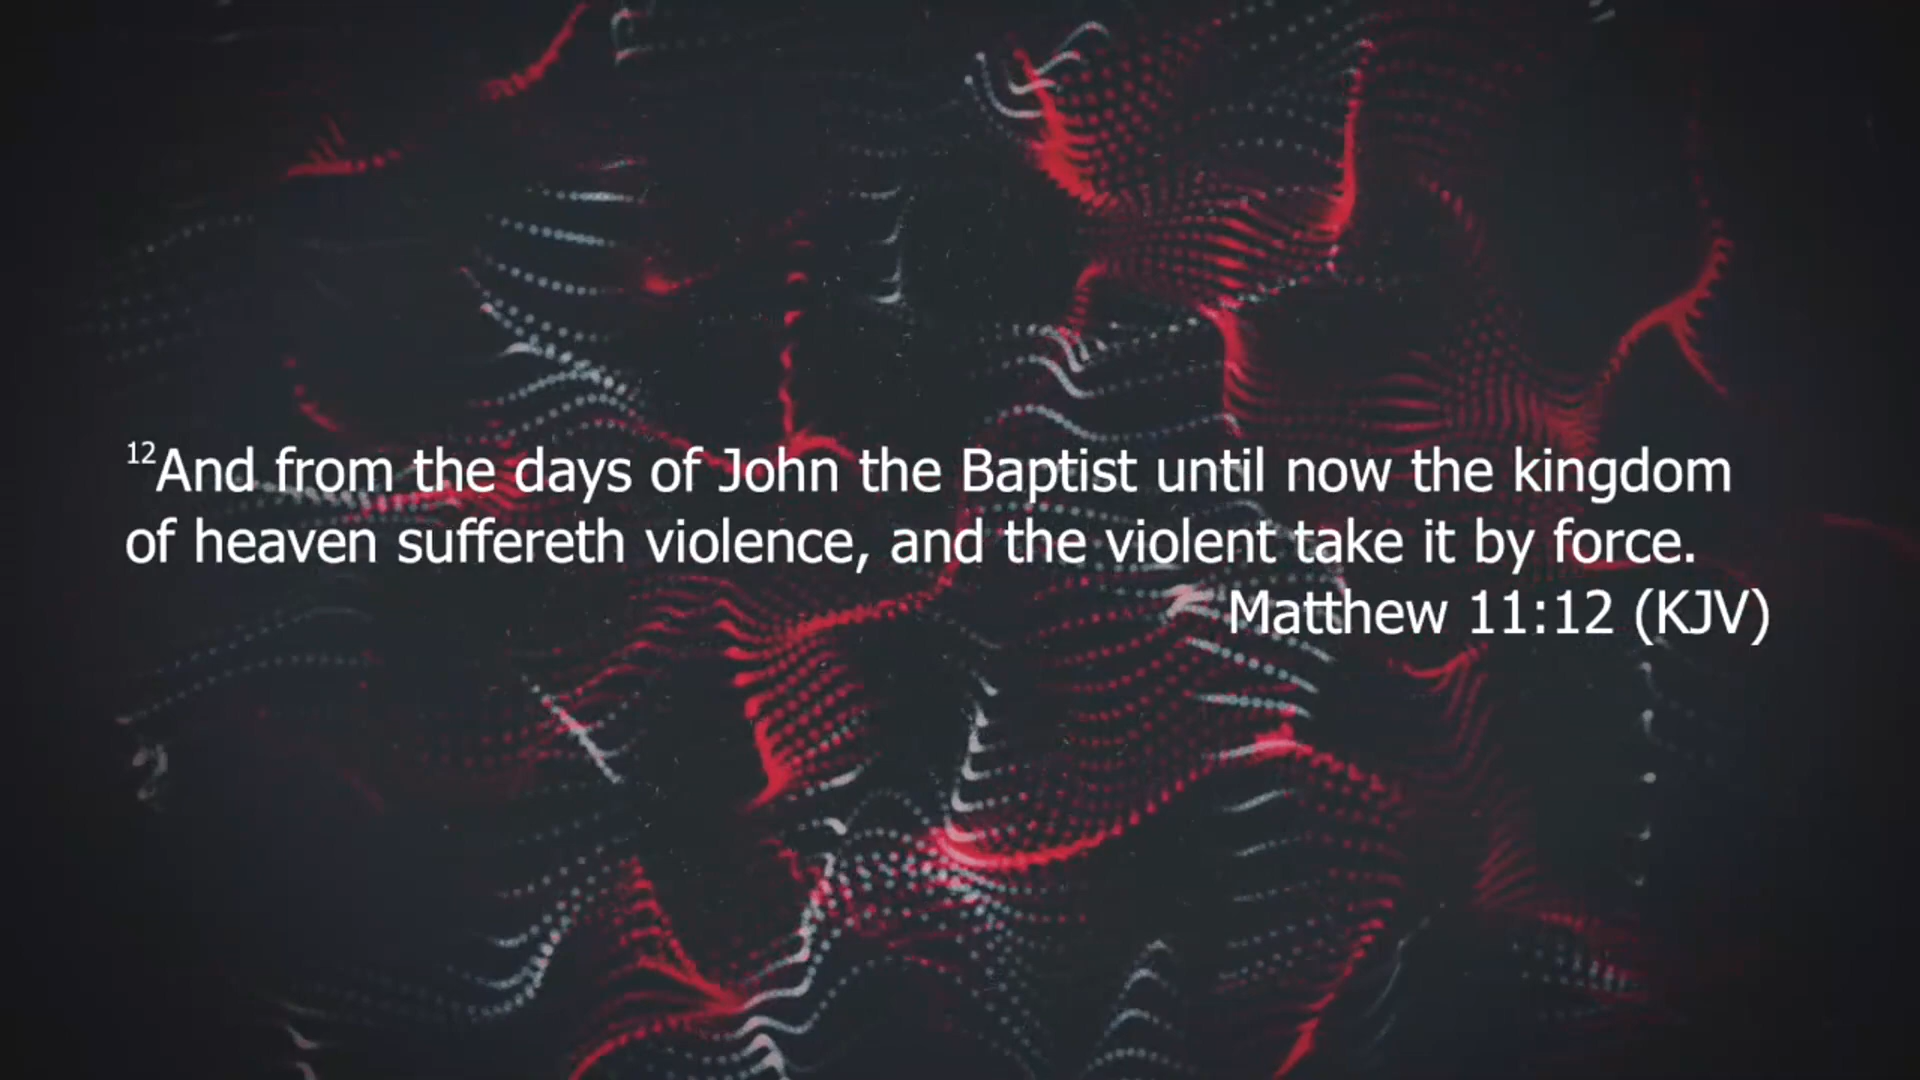 12And from the days of John the Baptist until now the kingdom
of heaven suffereth violence, and the violent take it by force.
Matthew 11:12 (KJV)